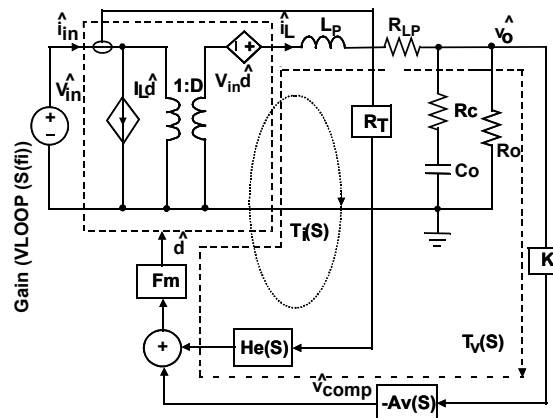 î_in
î_L
L_P
R_LP
v̂_o
V̂_in
I_L d̂
1:D
V_in d̂
R_T
Rc
Ro
Co
Gain (VLOOP (S(fi))
T_i(S)
d̂
K
Fm
T_v(S)
+
He(S)
v̂_comp
-Av(S)